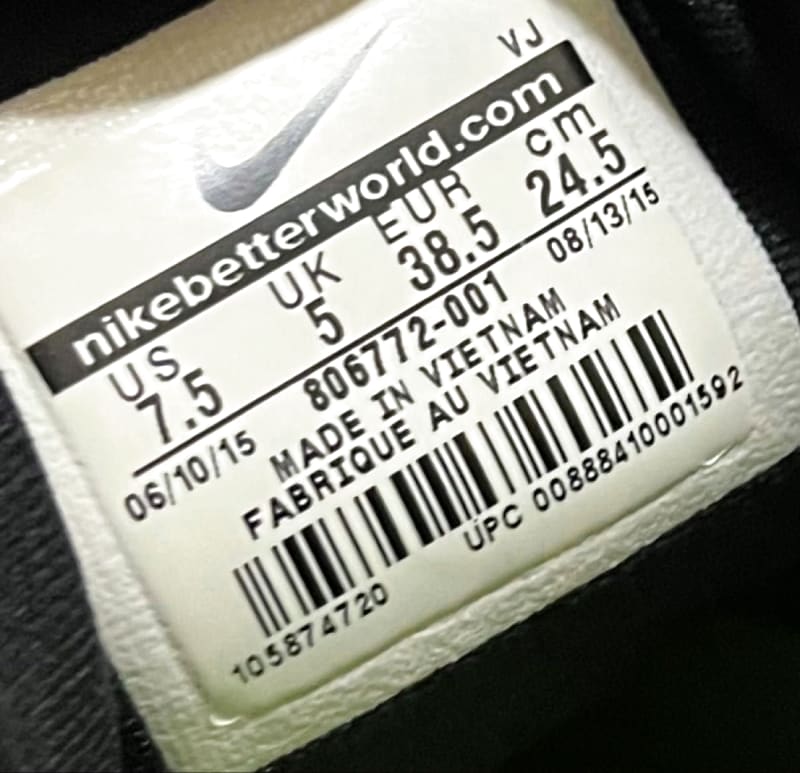 VJ
nikebetterworld.com
US UK EUR cm
7.5 5 38.5 24.5
06/10/15 806772-001 08/13/15
MADE IN VIETNAM
FABRIQUE AU VIETNAM
UPC 00888410001592
105874720